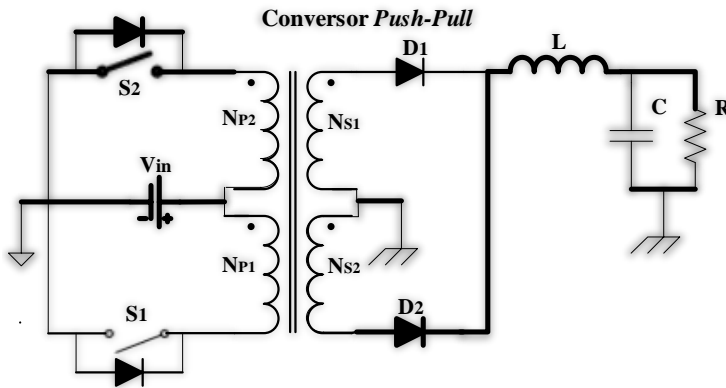 Conversor Push-Pull
D1
L
S2
NP2
NS1
C
R
Vin
- +
NP1
NS2
S1
D2
.